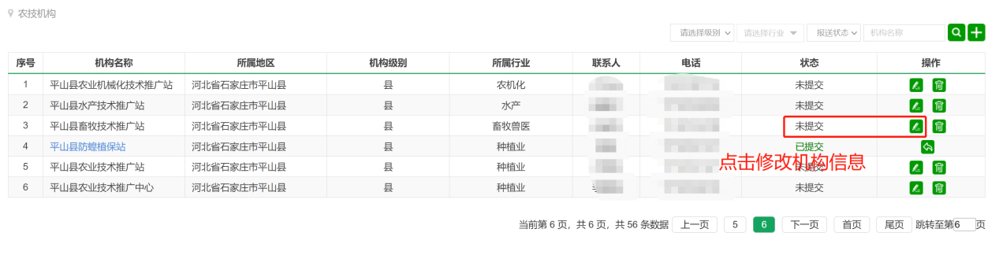 农技机构
请选择级别 请选择行业 报送状态 机构名称
序号 机构名称 所属地区 机构级别 所属行业 联系人 电话 状态 操作
1 平山县农业机械化技术推广站 河北省石家庄市平山县 县 农机化 未提交
2 平山县水产技术推广站 河北省石家庄市平山县 县 水产 未提交
3 平山县畜牧技术推广站 河北省石家庄市平山县 县 畜牧兽医 未提交
4 平山县防蝗植保站 河北省石家庄市平山县 县 种植业 已提交
点击修改机构信息
5 平山县农业技术推广站 河北省石家庄市平山县 县 种植业 未提交
6 平山县农业技术推广中心 河北省石家庄市平山县 县 种植业 未提交
当前第 6 页，共 6 页，共 56 条数据 上一页 5 6 下一页 首页 尾页 跳转至第6页